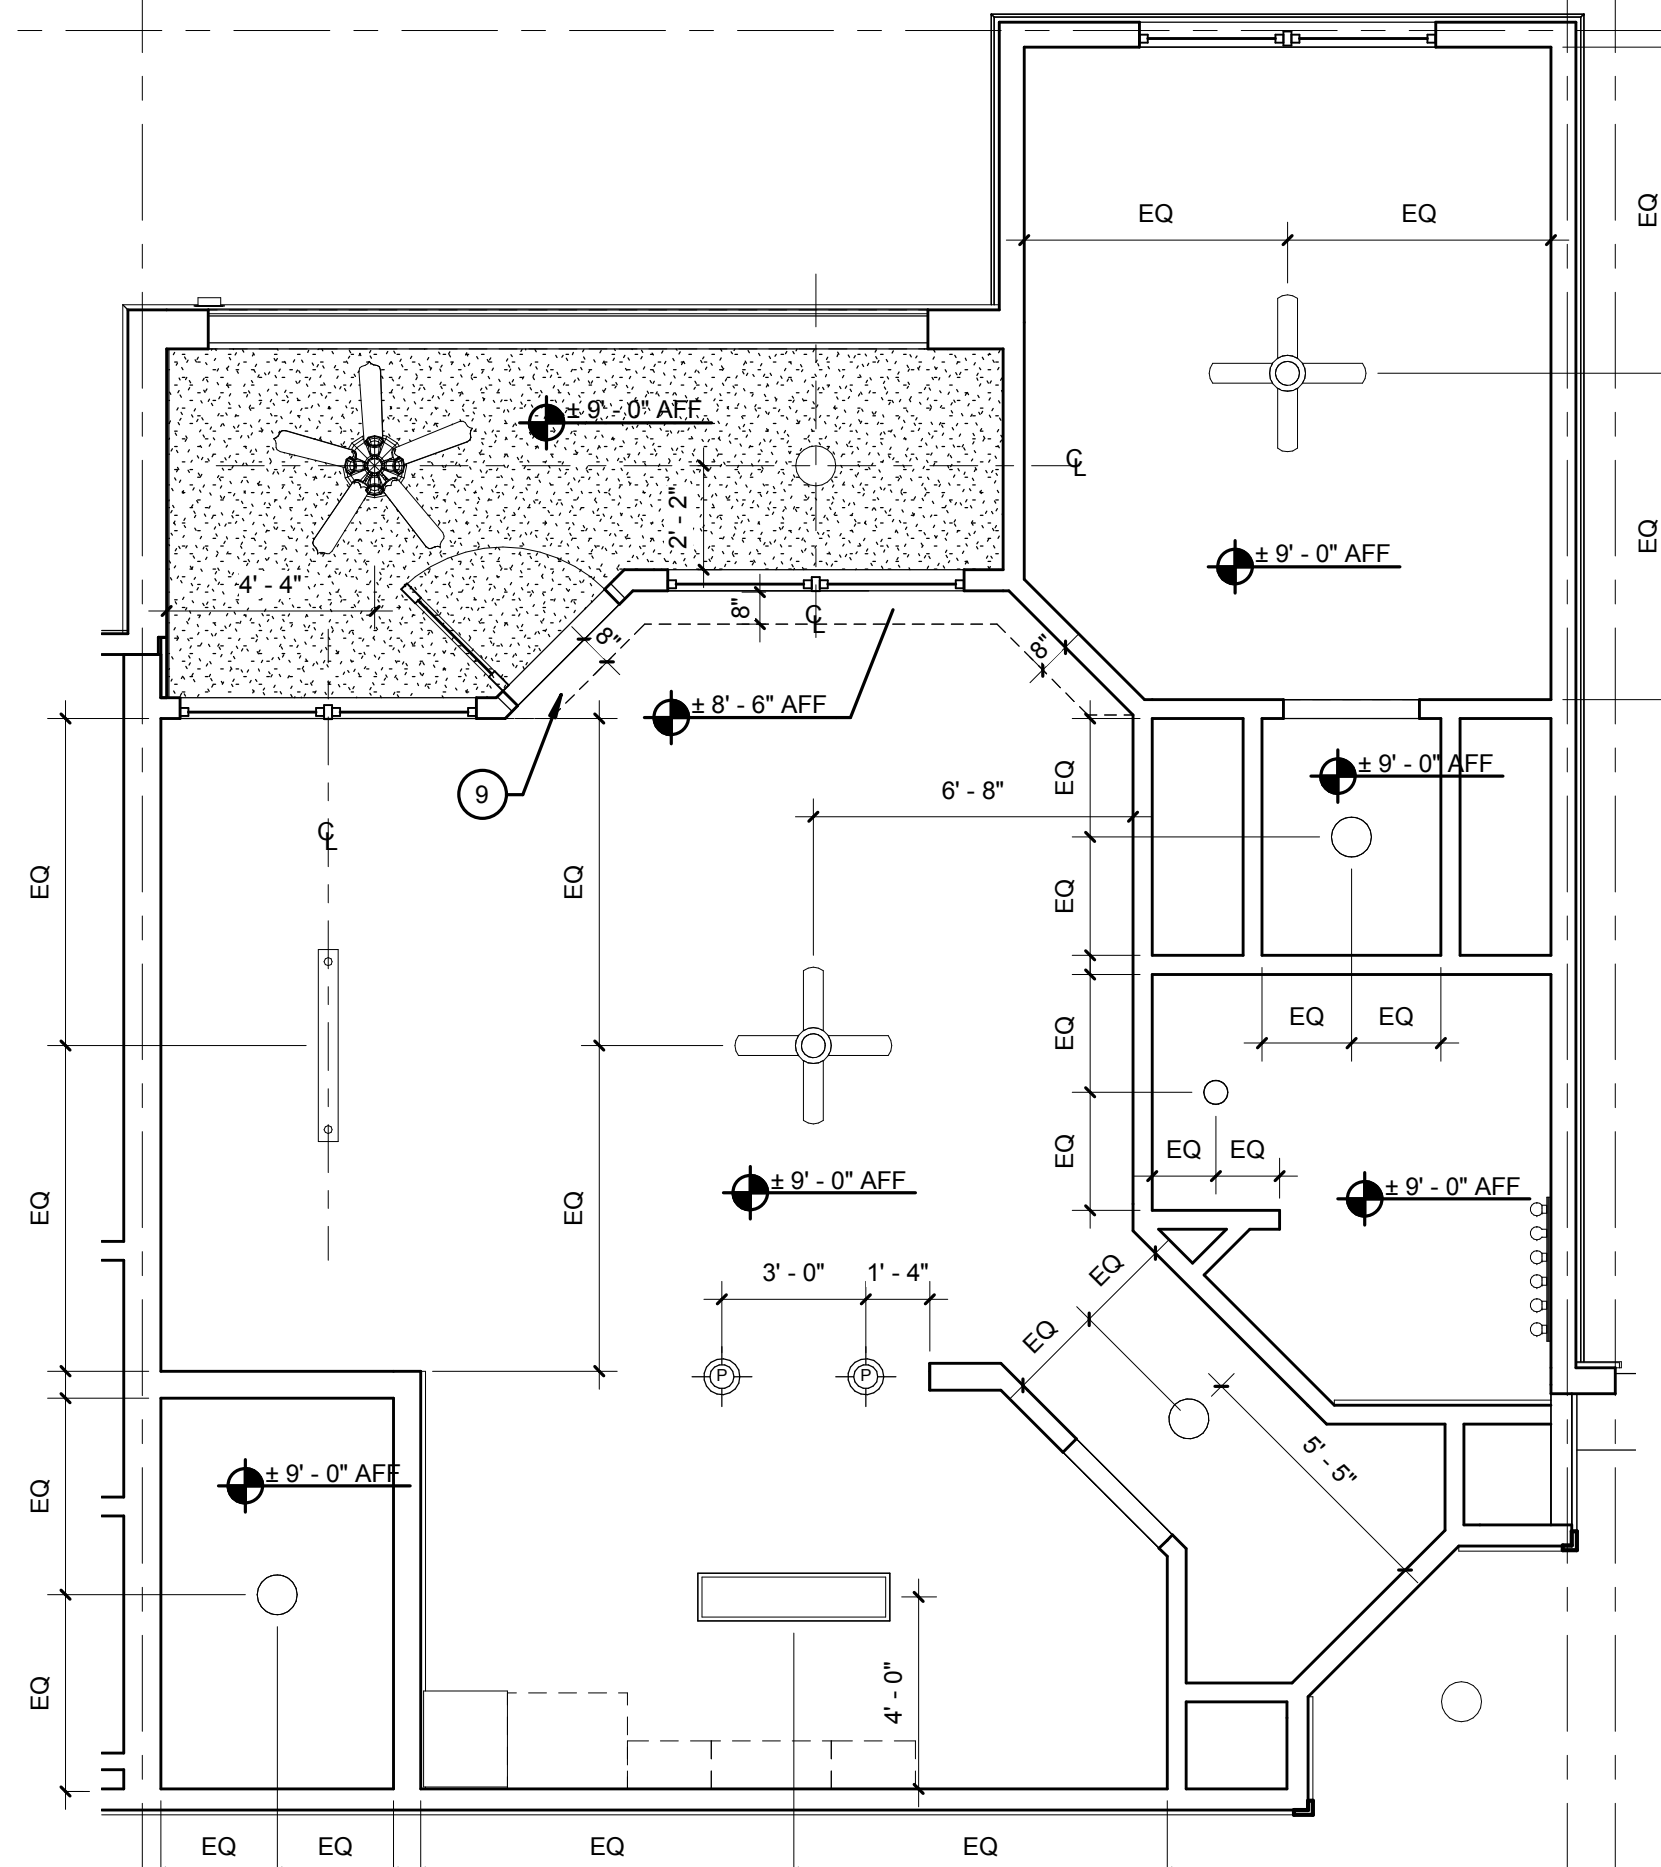 EQ
EQ
EQ
± 9' - 0" AFF
CL
2' - 2"
EQ
± 9' - 0" AFF
4' - 4"
8"
CL
8"
8"
± 8' - 6" AFF
EQ
± 9' - 0" AFF
9
6' - 8"
CL
EQ
EQ
EQ
EQ
EQ
EQ
EQ
EQ
EQ
± 9' - 0" AFF
± 9' - 0" AFF
EQ
EQ
3' - 0"
1' - 4"
EQ
EQ
P
P
± 9' - 0" AFF
5' - 5"
EQ
EQ
4' - 0"
EQ
EQ
EQ
EQ